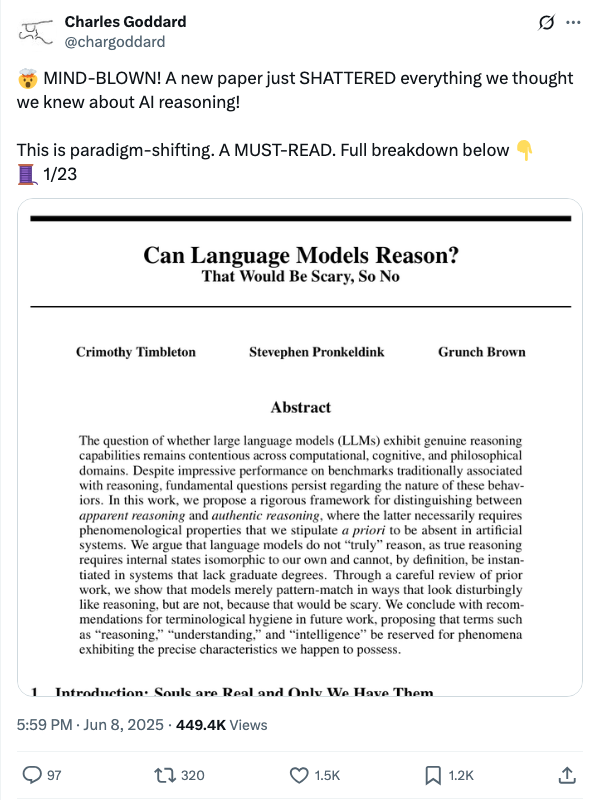 Charles Goddard
@chargoddard
🤯 MIND-BLOWN! A new paper just SHATTERED everything we thought
we knew about AI reasoning!
This is paradigm-shifting. A MUST-READ. Full breakdown below 👇
🧵 1/23
Can Language Models Reason?
That Would Be Scary, So No
Crimothy Timbleton Stevephen Pronkeldink Grunch Brown
Abstract
The question of whether large language models (LLMs) exhibit genuine reasoning
capabilities remains contentious across computational, cognitive, and philosophical
domains. Despite impressive performance on benchmarks traditionally associated
with reasoning, fundamental questions persist regarding the nature of these behav-
iors. In this work, we propose a rigorous framework for distinguishing between
apparent reasoning and authentic reasoning, where the latter necessarily requires
phenomenological properties that we stipulate a priori to be absent in artificial
systems. We argue that language models do not “truly” reason, as true reasoning
requires internal states isomorphic to our own and cannot, by definition, be instan-
tiated in systems that lack graduate degrees. Through a careful review of prior
work, we show that models merely pattern-match in ways that look disturbingly
like reasoning, but are not, because that would be scary. We conclude with recom-
mendations for terminological hygiene in future work, proposing that terms such
as “reasoning,” “understanding,” and “intelligence” be reserved for phenomena
exhibiting the precise characteristics we happen to possess.
1 Introduction: Souls are Real and Only We Have Them
5:59 PM · Jun 8, 2025 · 449.4K Views
97 320 1.5K 1.2K